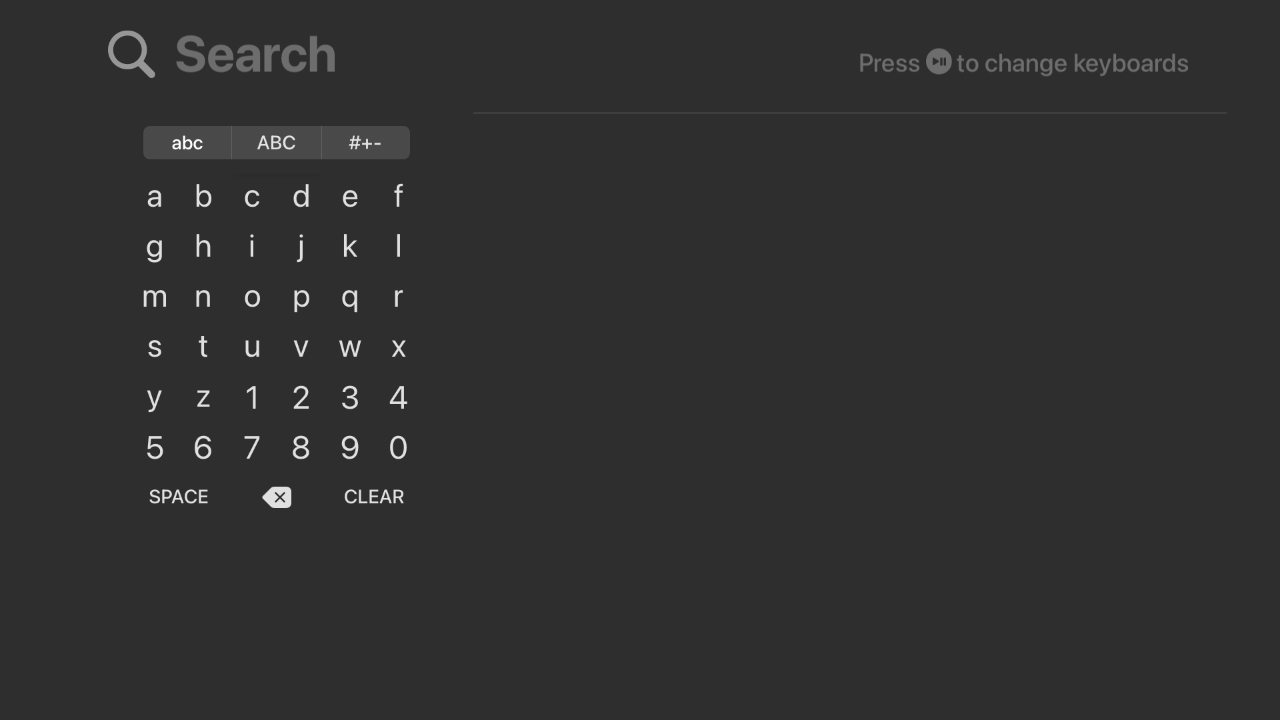 Search
Press to change keyboards
abc ABC #+-
a b c d e f
g h i j k l
m n o p q r
s t u v w x
y z 1 2 3 4
5 6 7 8 9 0
SPACE CLEAR